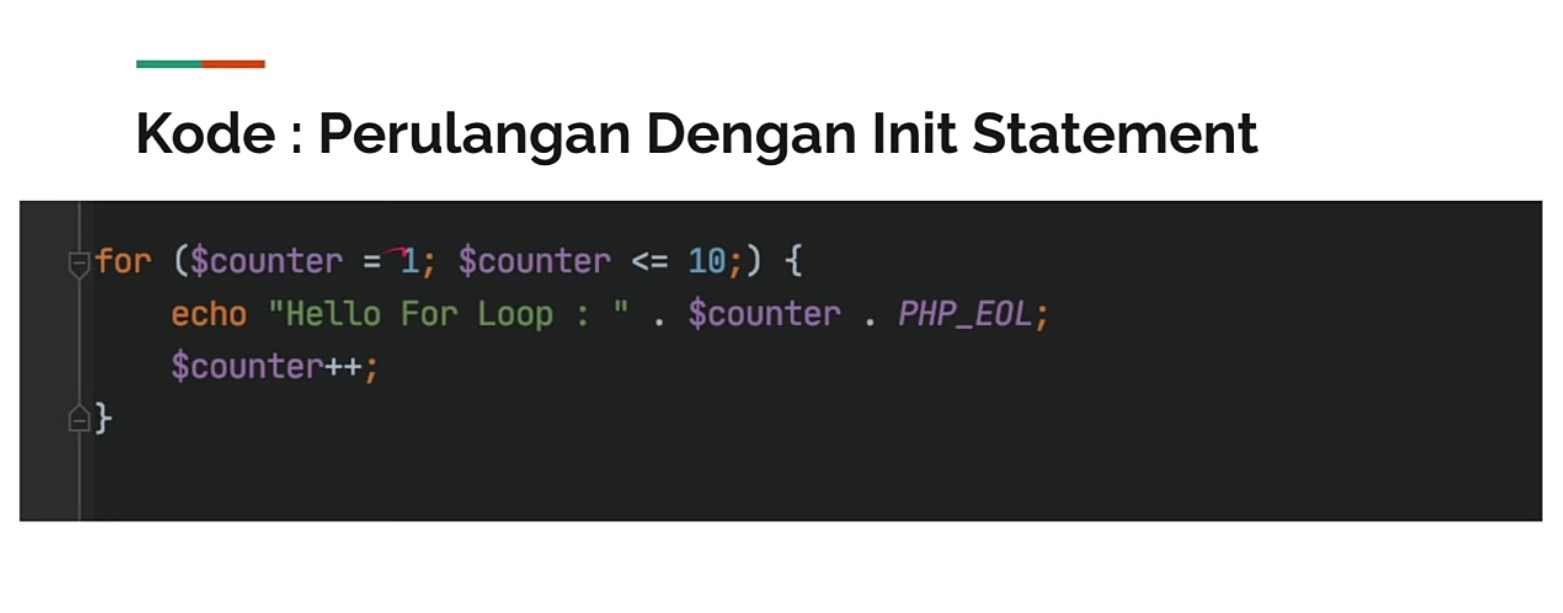 Kode : Perulangan Dengan Init Statement
for ($counter = 1; $counter <= 10;) {
    echo "Hello For Loop : " . $counter . PHP_EOL;
    $counter++;
}